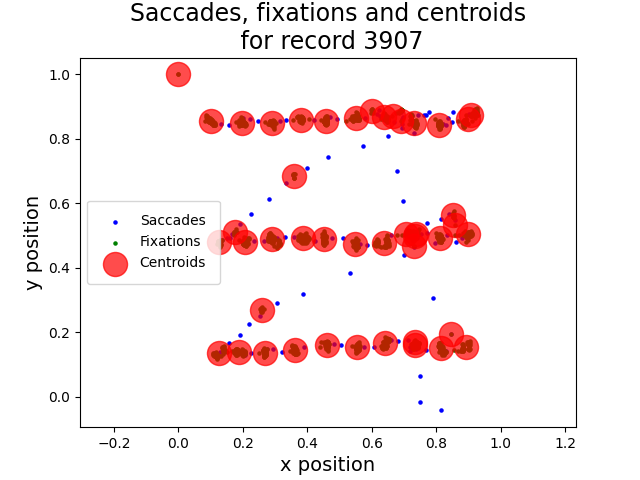 Saccades, fixations and centroids
for record 3907
1.0
0.8
0.6
0.4
0.2
0.0
y position
Saccades
Fixations
Centroids
−0.2
0.0
0.2
0.4
0.6
0.8
1.0
1.2
x position